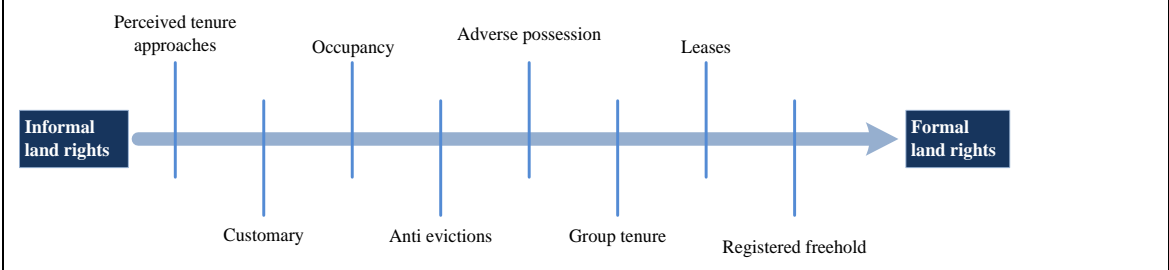 Perceived tenure
approaches
Occupancy
Adverse possession
Leases
Informal
land rights
Formal
land rights
Customary
Anti evictions
Group tenure
Registered freehold